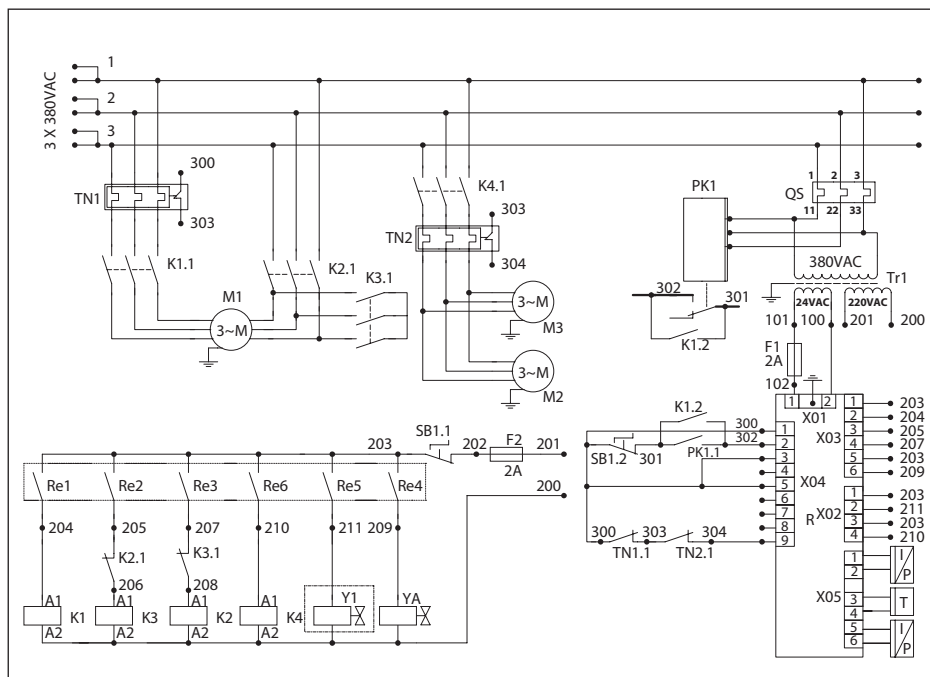 3 X 380VAC
1
2
3
300
TN1
303
K1.1
M1
3~M
K2.1
K3.1
K4.1
303
TN2
304
3~M
M3
3~M
M2
PK1
302
301
K1.2
1 2 3
QS
11 22 33
380VAC
Tr1
24VAC 220VAC
101 100 201 200
F1
2A
102
1 2
X01
1 203
2 204
X03
3 205
4 207
5 203
6 209
1 203
X02
2 211
3 203
4 210
1
2
I/P
X05
3
4
T
5
6
I/P
K1.2
300
302
SB1.2 301 PK1.1
1
2
3
4
X04
5
6
R
7
8
9
300 303 304
TN1.1 TN2.1
203 SB1.1 202 F2 201
2A
200
Re1 Re2 Re3 Re6 Re5 Re4
204 205 207 210 211 209
K2.1 K3.1
206 208
A1 A1 A1 A1 Y1 YA
K1 K3 K2 K4
A2 A2 A2 A2